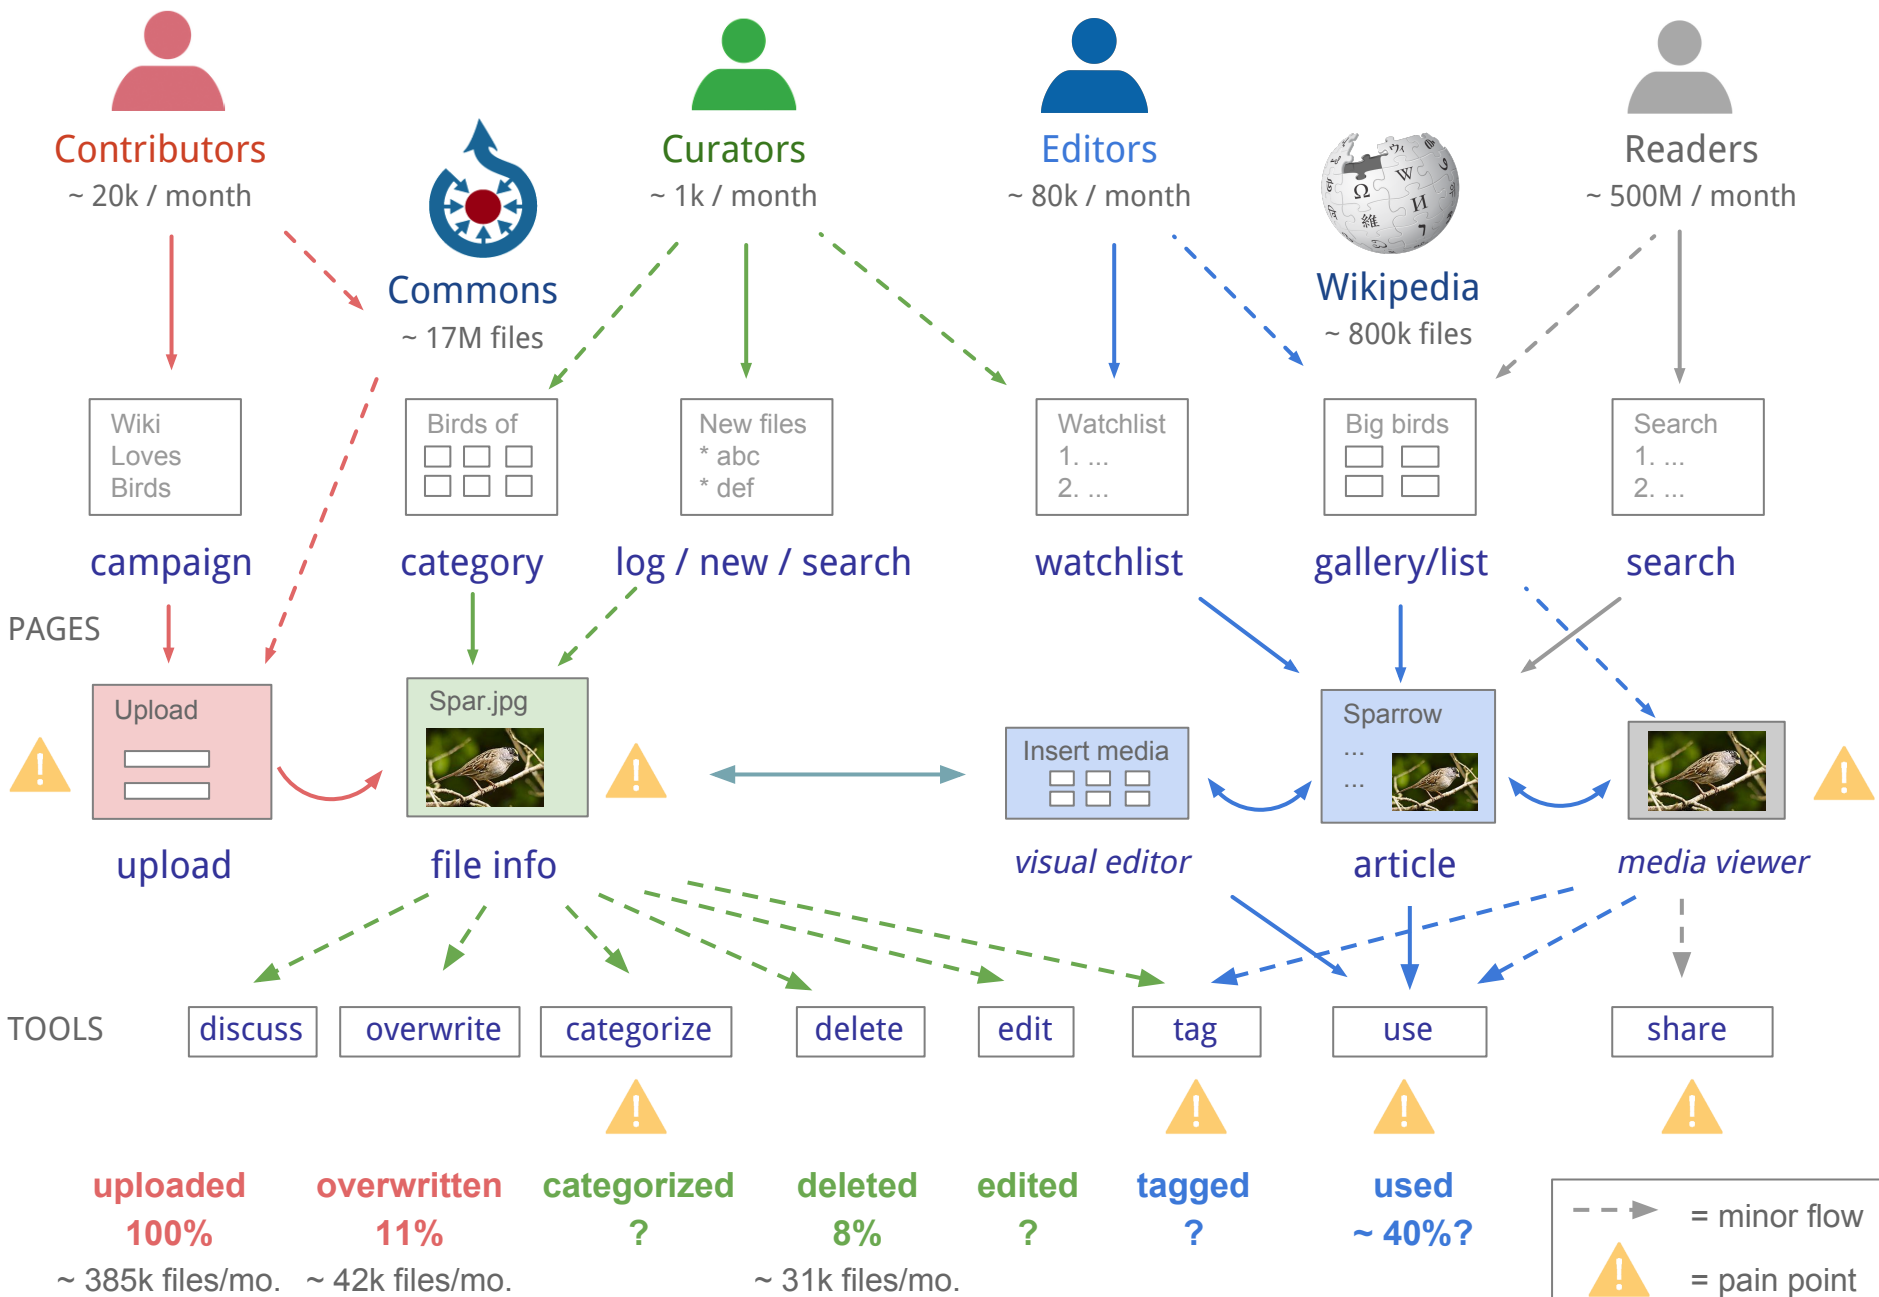 Contributors
~ 20k / month
Commons
~ 17M files
Curators
~ 1k / month
Editors
~ 80k / month
Ω
W
И
維
ウィ
7
Wikipedia
~ 800k files
Readers
~ 500M / month
Wiki
Loves
Birds
campaign
Birds of
category
New files
* abc
* def
log / new / search
Watchlist
1. ...
2. ...
watchlist
Big birds
gallery/list
Search
1. ...
2. ...
search
PAGES
Upload
upload
Spar.jpg
file info
Insert media
visual editor
Sparrow
...
...
article
media viewer
TOOLS
discuss
overwrite
categorize
delete
edit
tag
use
share
uploaded
100%
~ 385k files/mo.
overwritten
11%
~ 42k files/mo.
categorized
?
deleted
8%
~ 31k files/mo.
edited
?
tagged
?
used
~ 40%?
= minor flow
= pain point